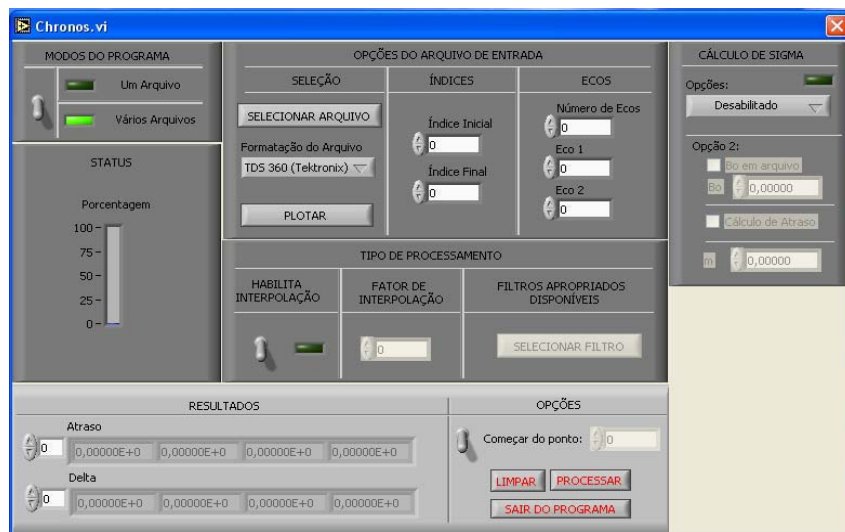 Chronos.vi
MODOS DO PROGRAMA
Um Arquivo
Vários Arquivos
STATUS
Porcentagem
100
75
50
25
0
OPÇÕES DO ARQUIVO DE ENTRADA
SELEÇÃO
SELECIONAR ARQUIVO
Formatação do Arquivo
TDS 360 (Tektronix)
PLOTAR
ÍNDICES
Índice Inicial
0
Índice Final
0
ECOS
Número de Ecos
0
Eco 1
0
Eco 2
0
TIPO DE PROCESSAMENTO
HABILITA
INTERPOLAÇÃO
FATOR DE
INTERPOLAÇÃO
0
FILTROS APROPRIADOS
DISPONÍVEIS
SELECIONAR FILTRO
CÁLCULO DE SIGMA
Opções:
Desabilitado
Opção 2:
Bo em arquivo
Bo 0,00000
Cálculo de Atraso
m 0,00000
RESULTADOS
Atraso
0 0,00000E+0 0,00000E+0 0,00000E+0 0,00000E+0
Delta
0 0,00000E+0 0,00000E+0 0,00000E+0 0,00000E+0
OPÇÕES
Começar do ponto: 0
LIMPAR PROCESSAR
SAIR DO PROGRAMA